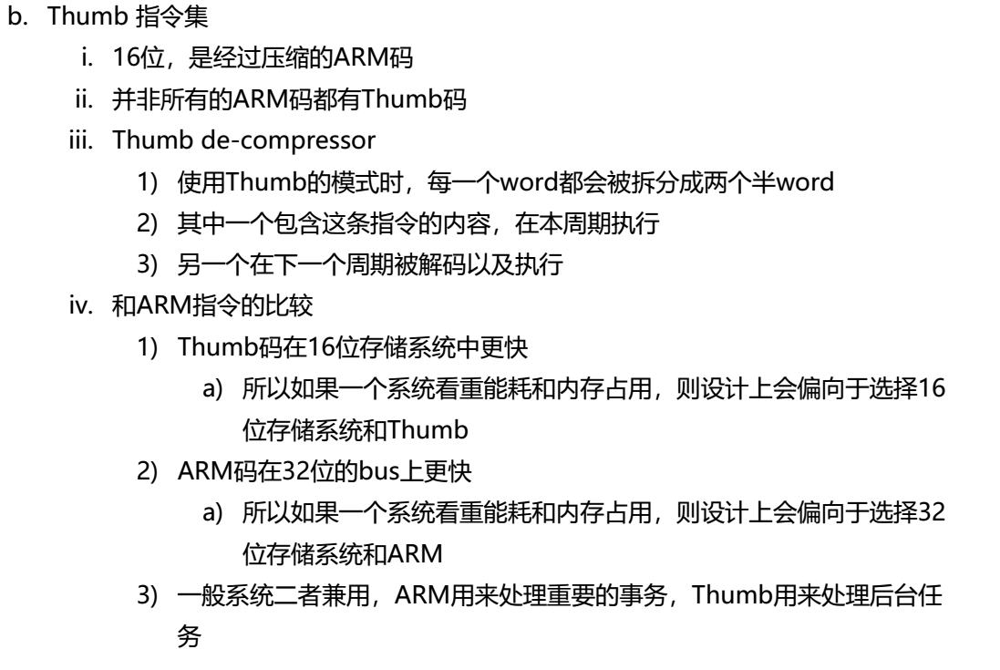 b. Thumb 指令集
i. 16位，是经过压缩的ARM码
ii. 并非所有的ARM码都有Thumb码
iii. Thumb de-compressor
1) 使用Thumb的模式时，每一个word都会被拆分成两个半word
2) 其中一个包含这条指令的内容，在本周期执行
3) 另一个在下一个周期被解码以及执行
iv. 和ARM指令的比较
1) Thumb码在16位存储系统中更快
a) 所以如果一个系统看重能耗和内存占用，则设计上会偏向于选择16
位存储系统和Thumb
2) ARM码在32位的bus上更快
a) 所以如果一个系统看重能耗和内存占用，则设计上会偏向于选择32
位存储系统和ARM
3) 一般系统二者兼用，ARM用来处理重要的事务，Thumb用来处理后台任
务